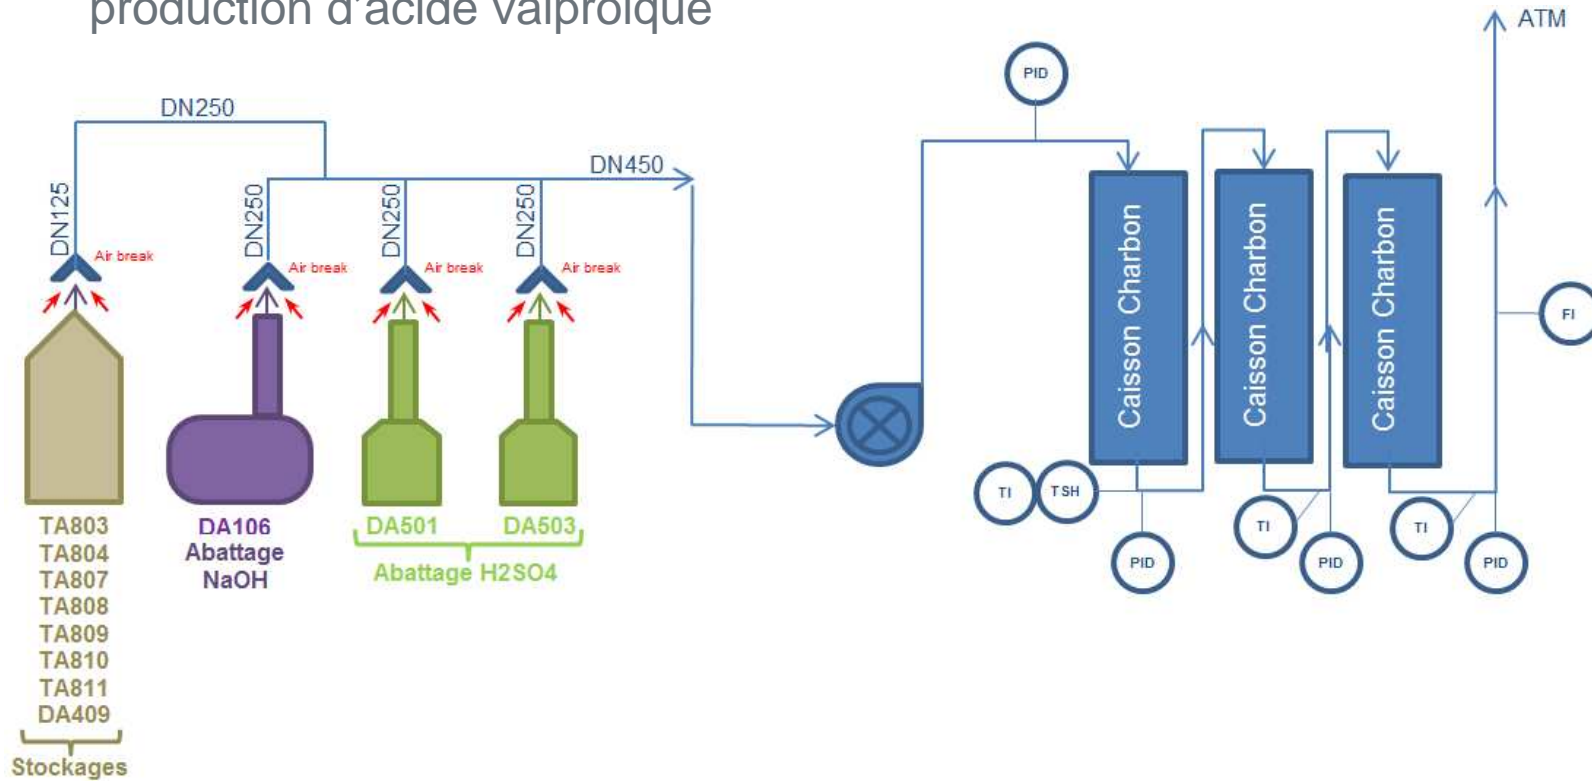 production d'acide valproïque
ATM
PID
DN250
DN450
DN125
DN250
DN250
DN250
Air break
Air break
Air break
Air break
Caisson Charbon
Caisson Charbon
Caisson Charbon
FI
TI
TSH
TI
TI
PID
PID
PID
TA803
TA804
TA807
TA808
TA809
TA810
TA811
DA409
Stockages
DA106
Abattage
NaOH
DA501
DA503
Abattage H2SO4